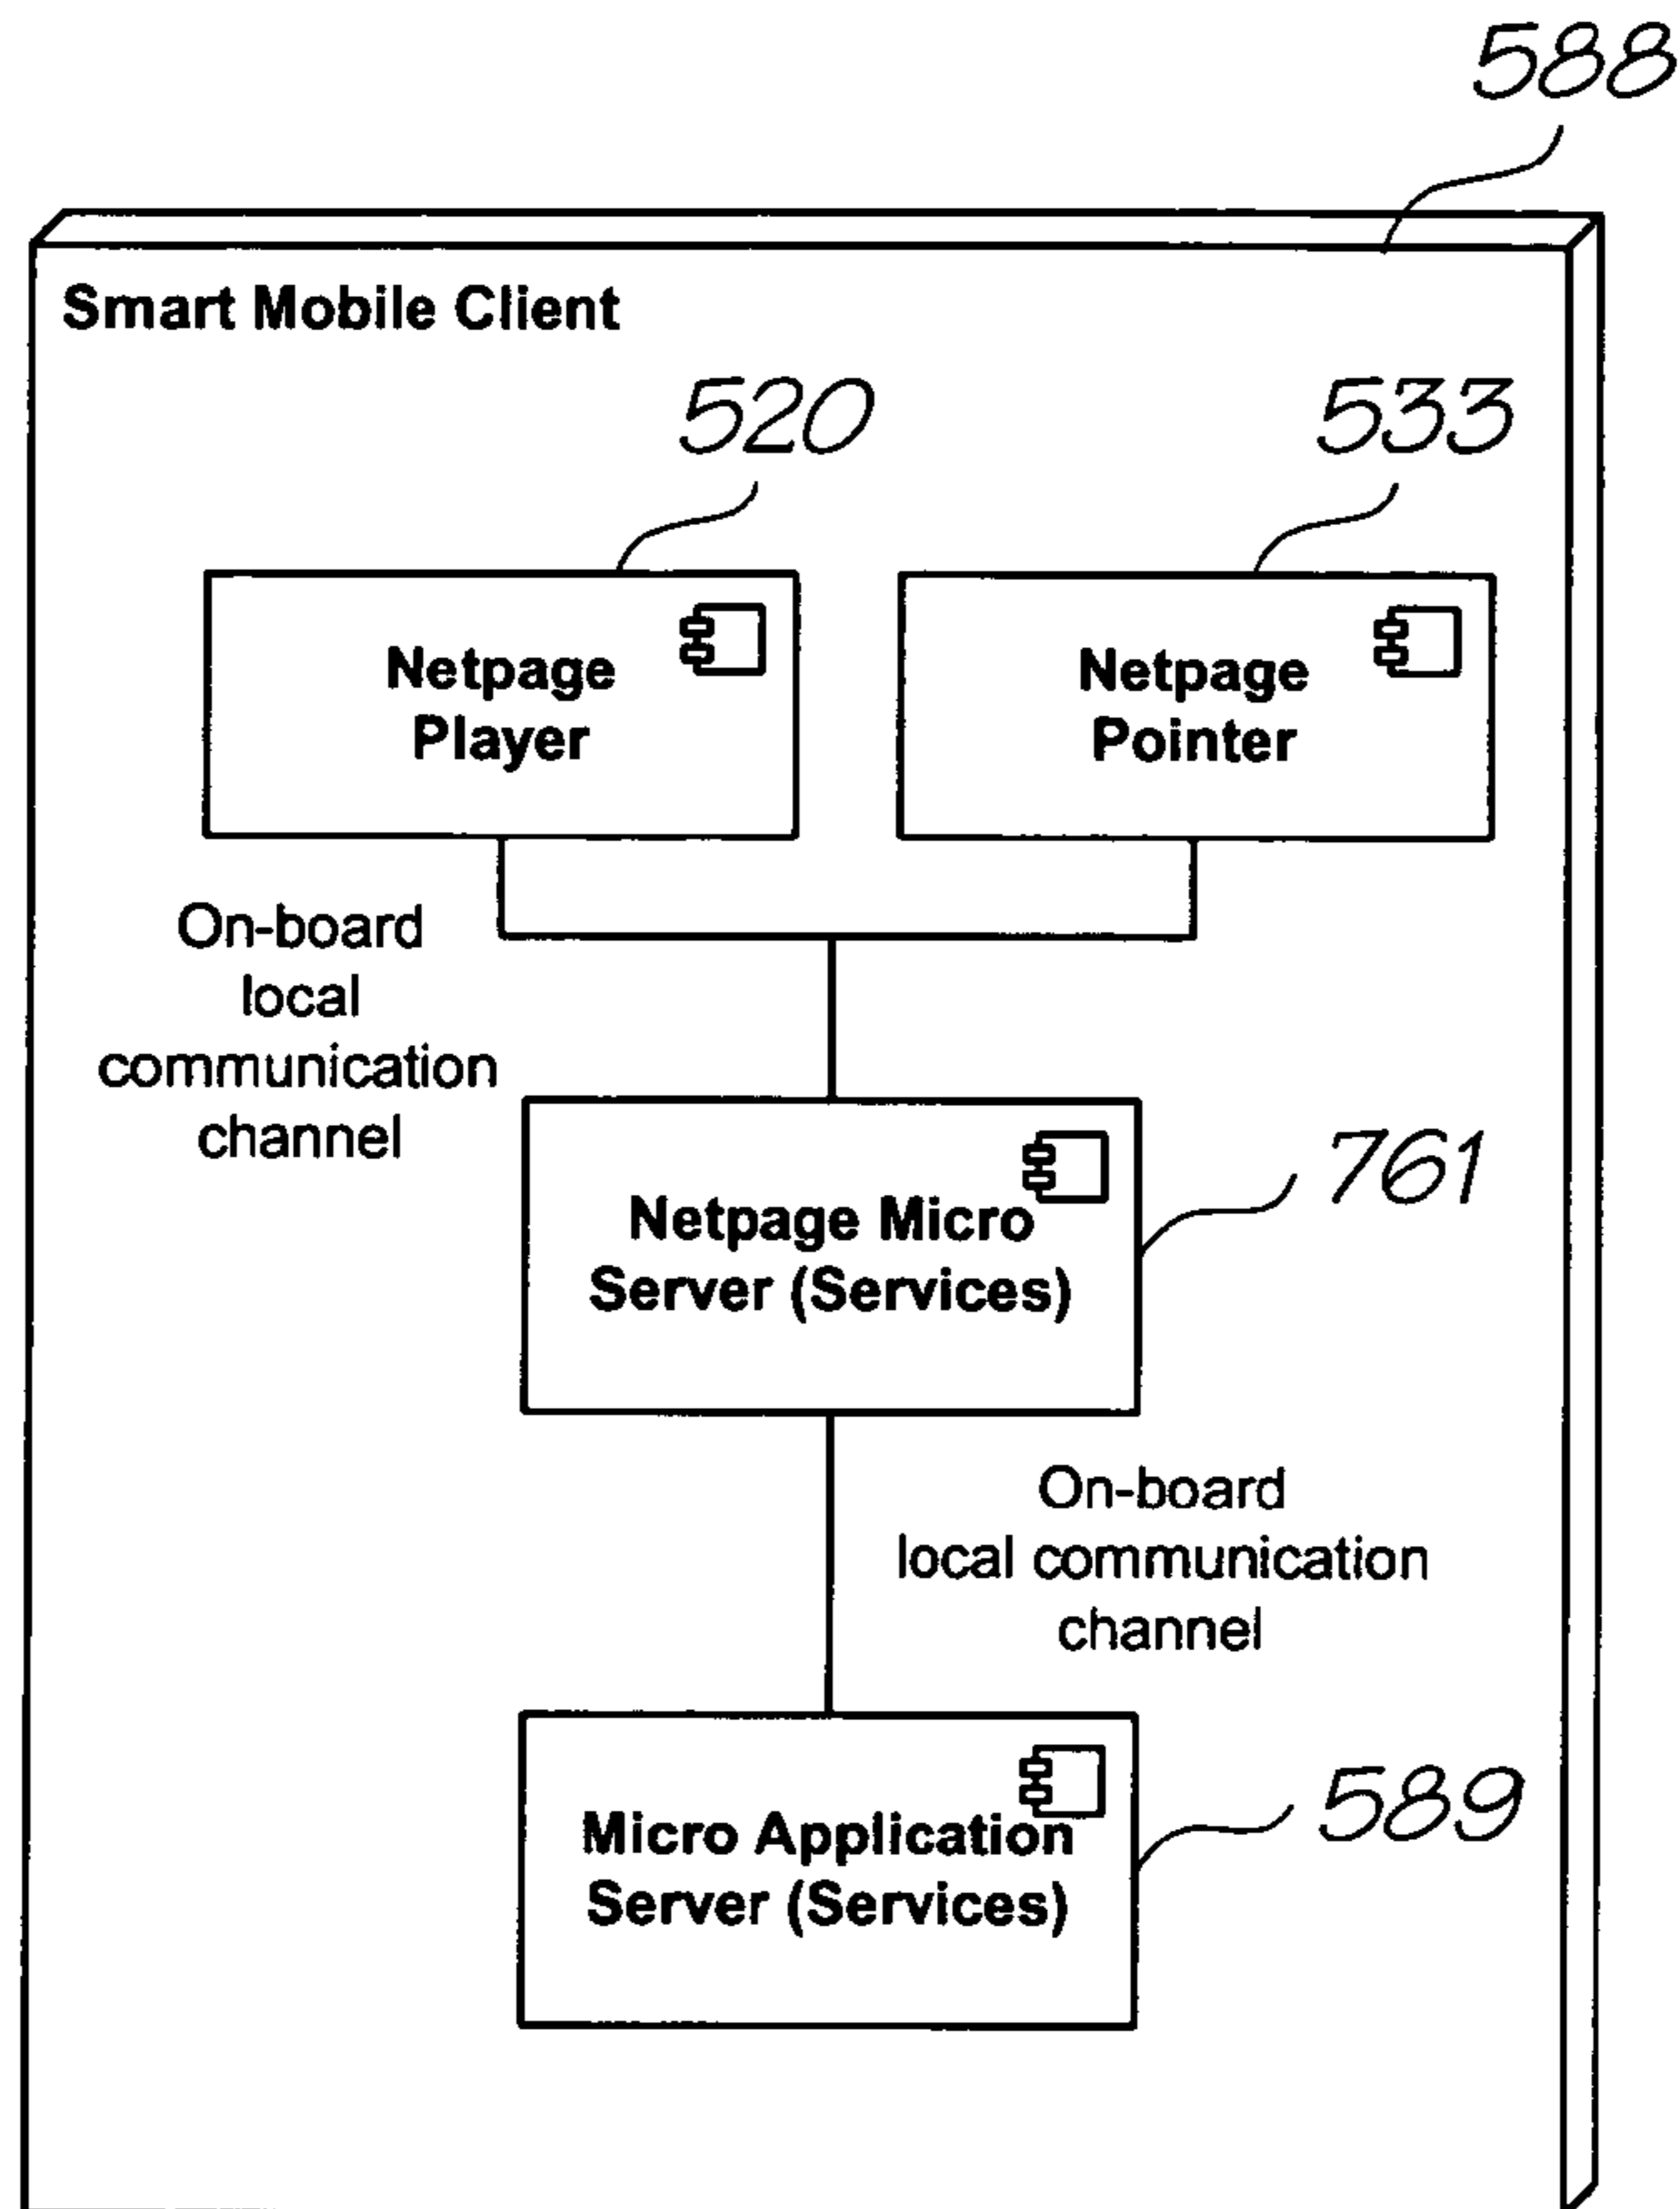 588
Smart Mobile Client
520
533
Netpage
Player
Netpage
Pointer
On-board
local
communication
channel
761
Netpage Micro
Server (Services)
On-board
local communication
channel
589
Micro Application
Server (Services)